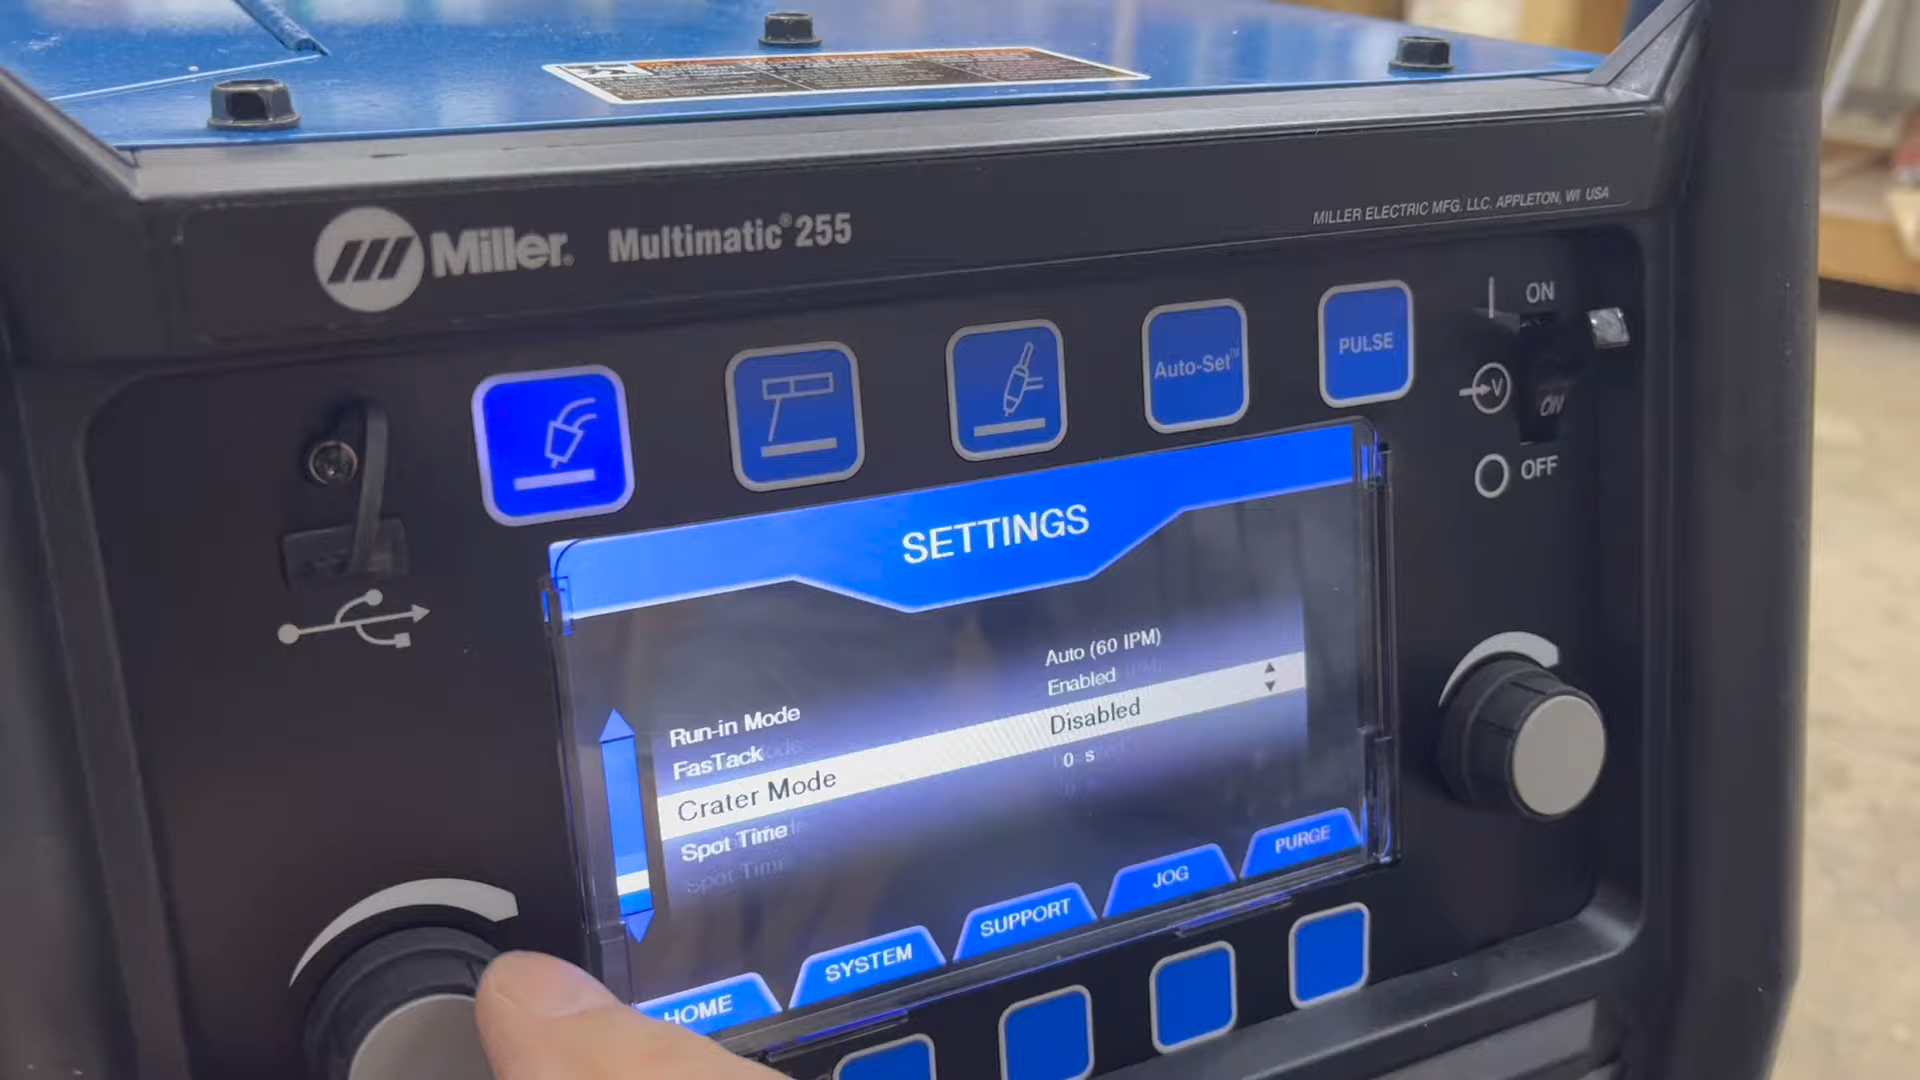 Miller® Multimatic® 255
MILLER ELECTRIC MFG. LLC. APPLETON, WI USA
ON
Auto-Set™
PULSE
V
ON
OFF
SETTINGS
Run-in Mode Auto (60 IPM)
FasTack Enabled
Crater Mode Disabled
Spot Time 0 s
HOME
SYSTEM
SUPPORT
JOG
PURGE